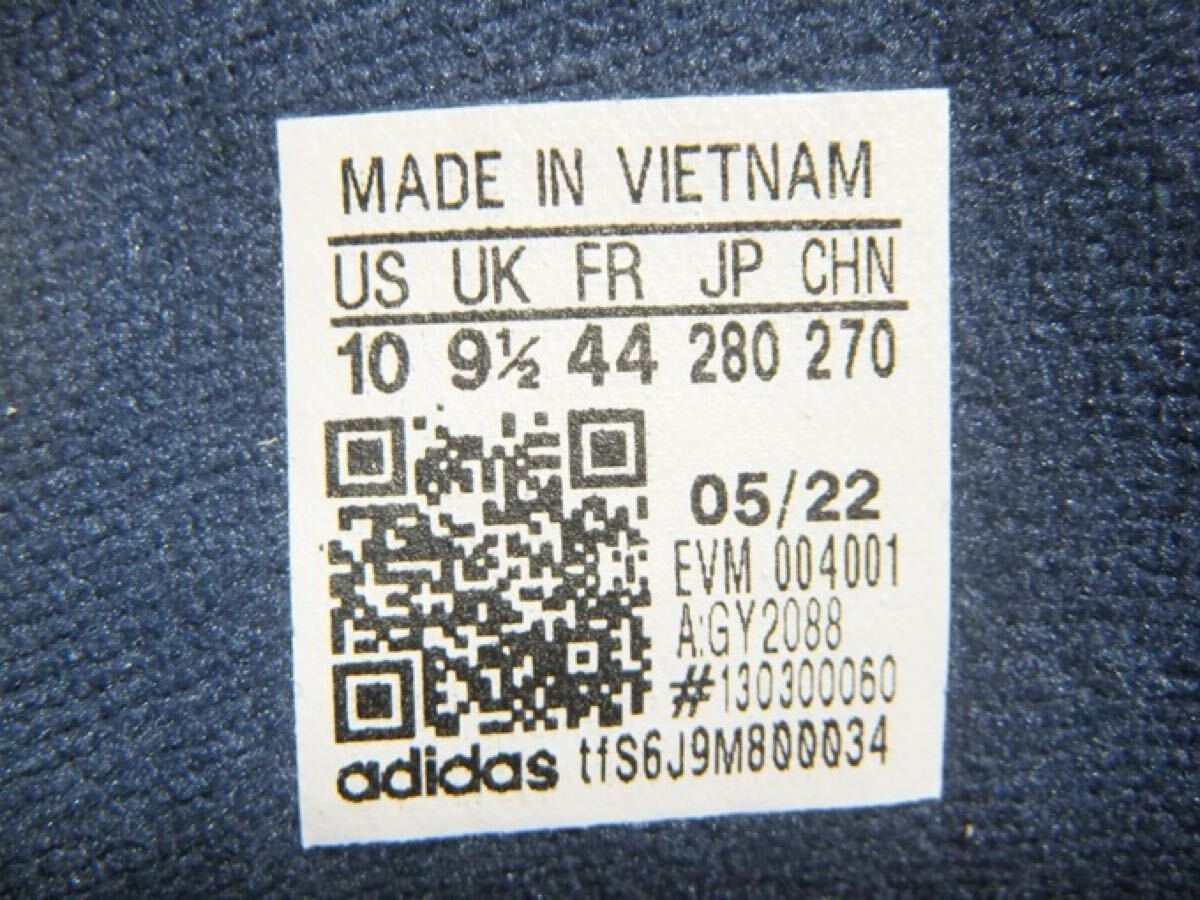 MADE IN VIETNAM
US UK FR JP CHN
10 9½ 44 280 270
05/22
EVM 004001
A:GY2088
#130300060
adidas tfS6J9M800034